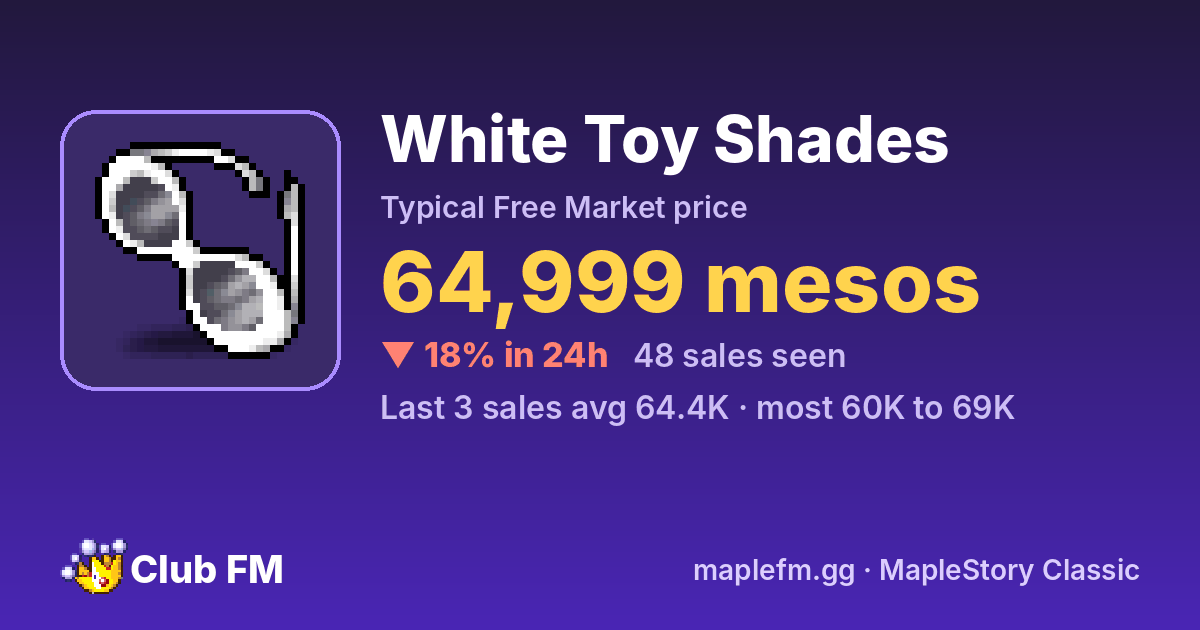 White Toy Shades
Typical Free Market price
64,999 mesos
▼ 18% in 24h 48 sales seen
Last 3 sales avg 64.4K · most 60K to 69K
Club FM
maplefm.gg · MapleStory Classic